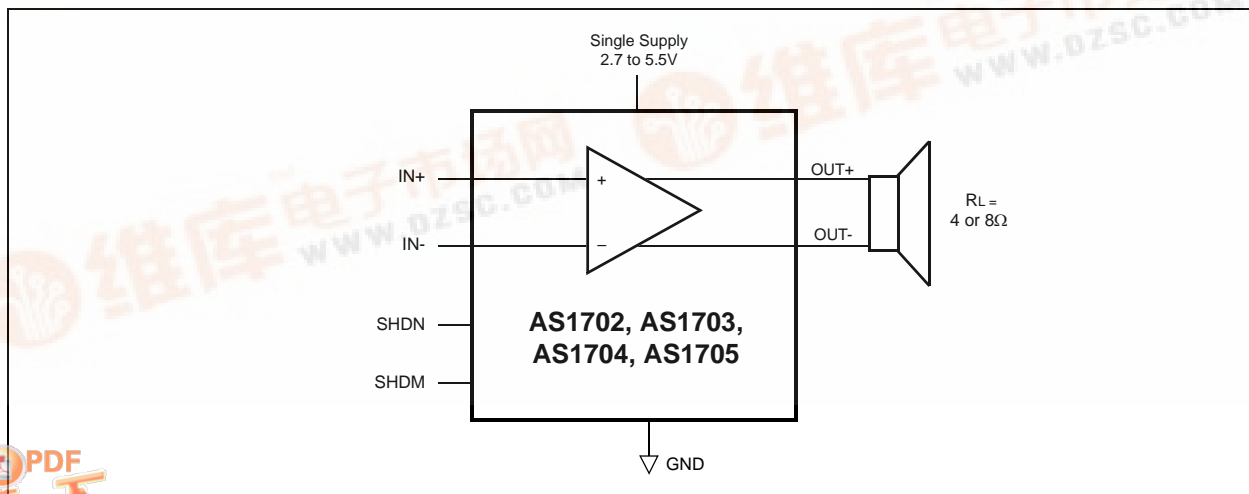 Single Supply
2.7 to 5.5V
维库电子市场网
WWW.DZSC.COM
维库电子市场网
WWW.DZSC.COM
IN+
+
OUT+
RL =
4 or 8Ω
IN-
–
OUT-
SHDN
AS1702, AS1703,
AS1704, AS1705
SHDM
GND
PDF